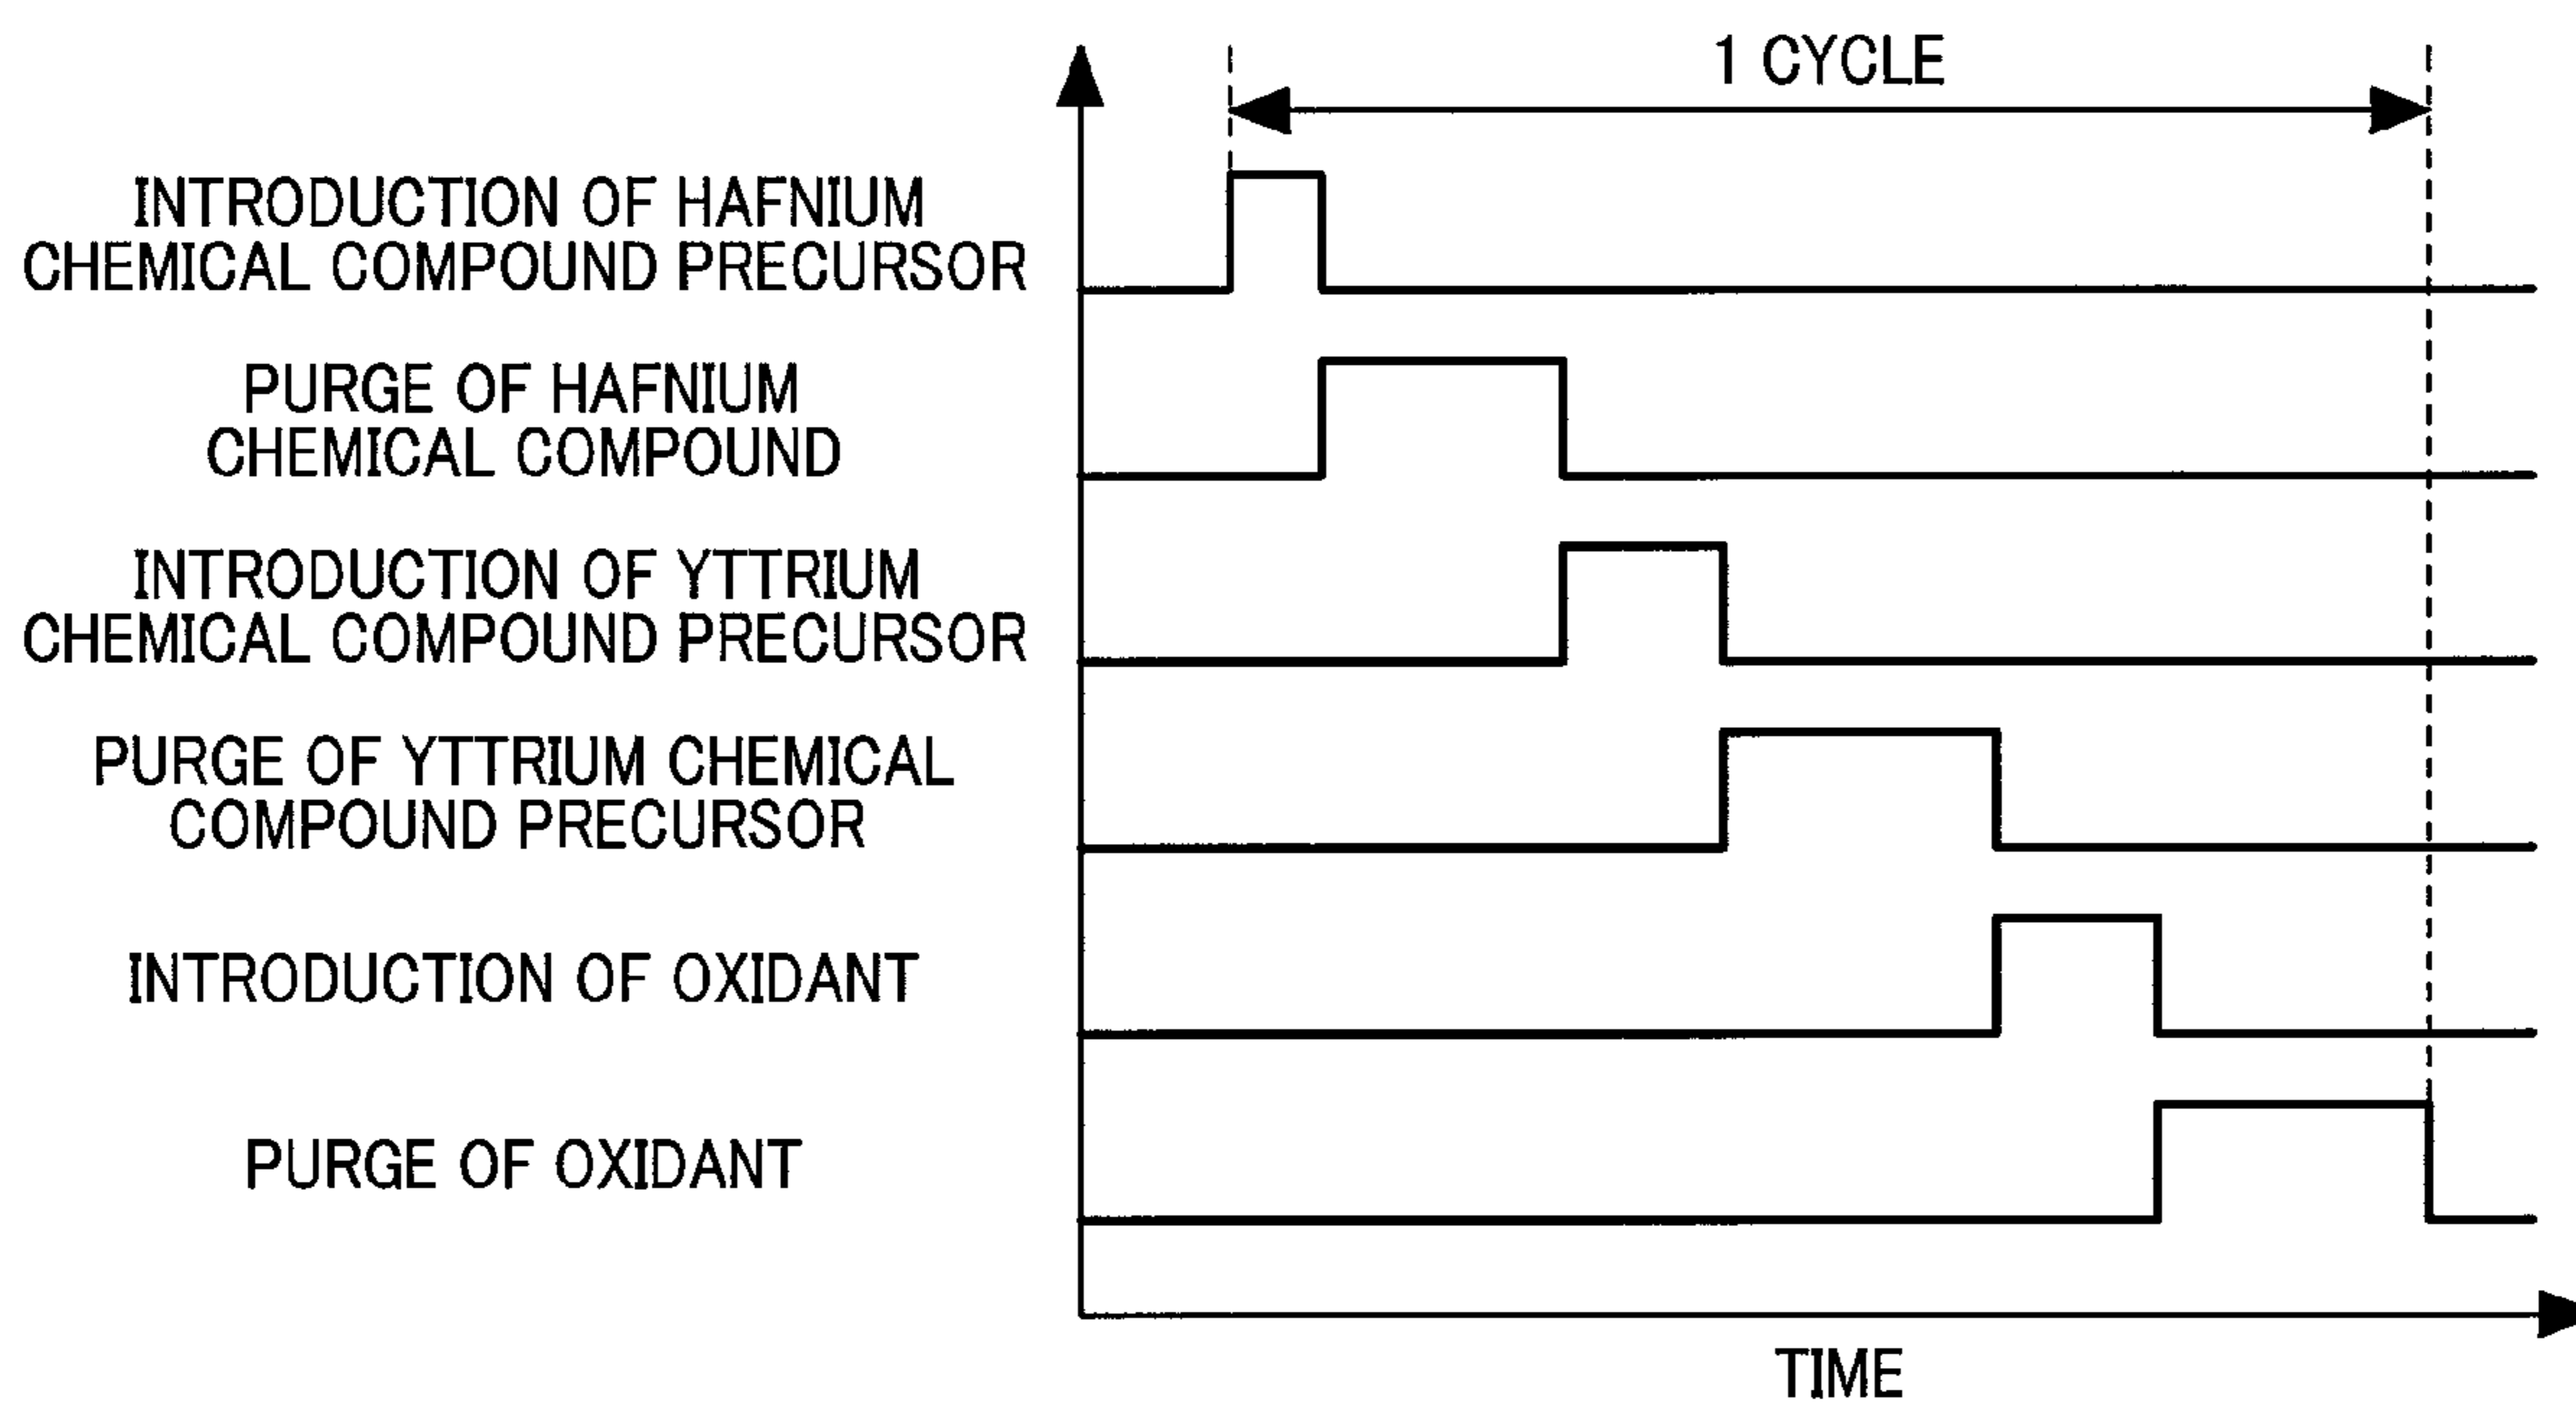 1 CYCLE
INTRODUCTION OF HAFNIUM
CHEMICAL COMPOUND PRECURSOR
PURGE OF HAFNIUM
CHEMICAL COMPOUND
INTRODUCTION OF YTTRIUM
CHEMICAL COMPOUND PRECURSOR
PURGE OF YTTRIUM CHEMICAL
COMPOUND PRECURSOR
INTRODUCTION OF OXIDANT
PURGE OF OXIDANT
TIME